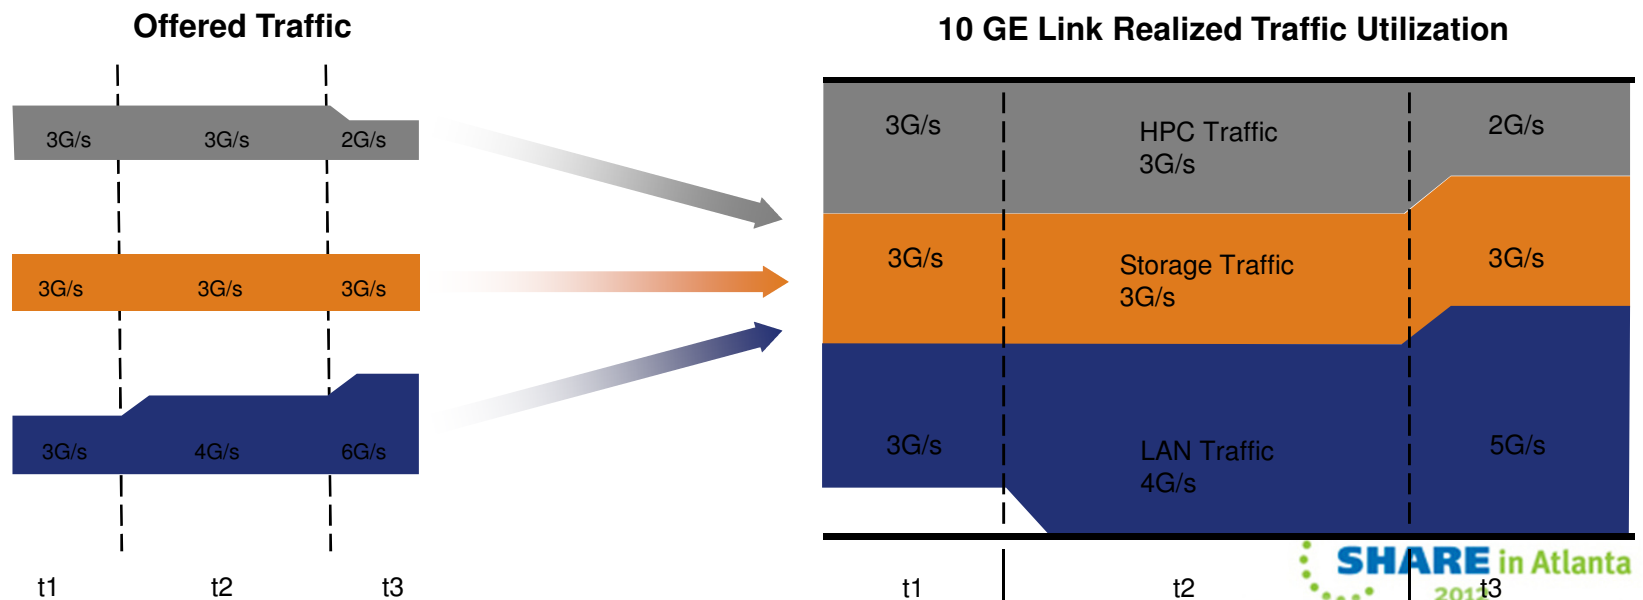 Offered Traffic
10 GE Link Realized Traffic Utilization
3G/s 3G/s 2G/s
3G/s 3G/s 3G/s
3G/s 4G/s 6G/s
t1 t2 t3
3G/s HPC Traffic 2G/s
3G/s
3G/s Storage Traffic 3G/s
3G/s
3G/s LAN Traffic 5G/s
4G/s
SHARE in Atlanta
2012
t1 t2 t3